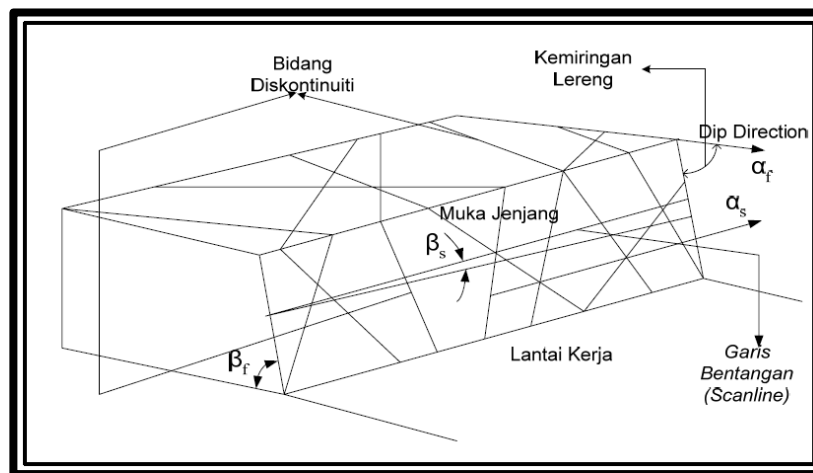 Bidang
Diskontinuiti
Kemiringan
Lereng
Dip Direction
αf
αs
Muka Jenjang
βs
βf
Lantai Kerja
Garis
Bentangan
(Scanline)